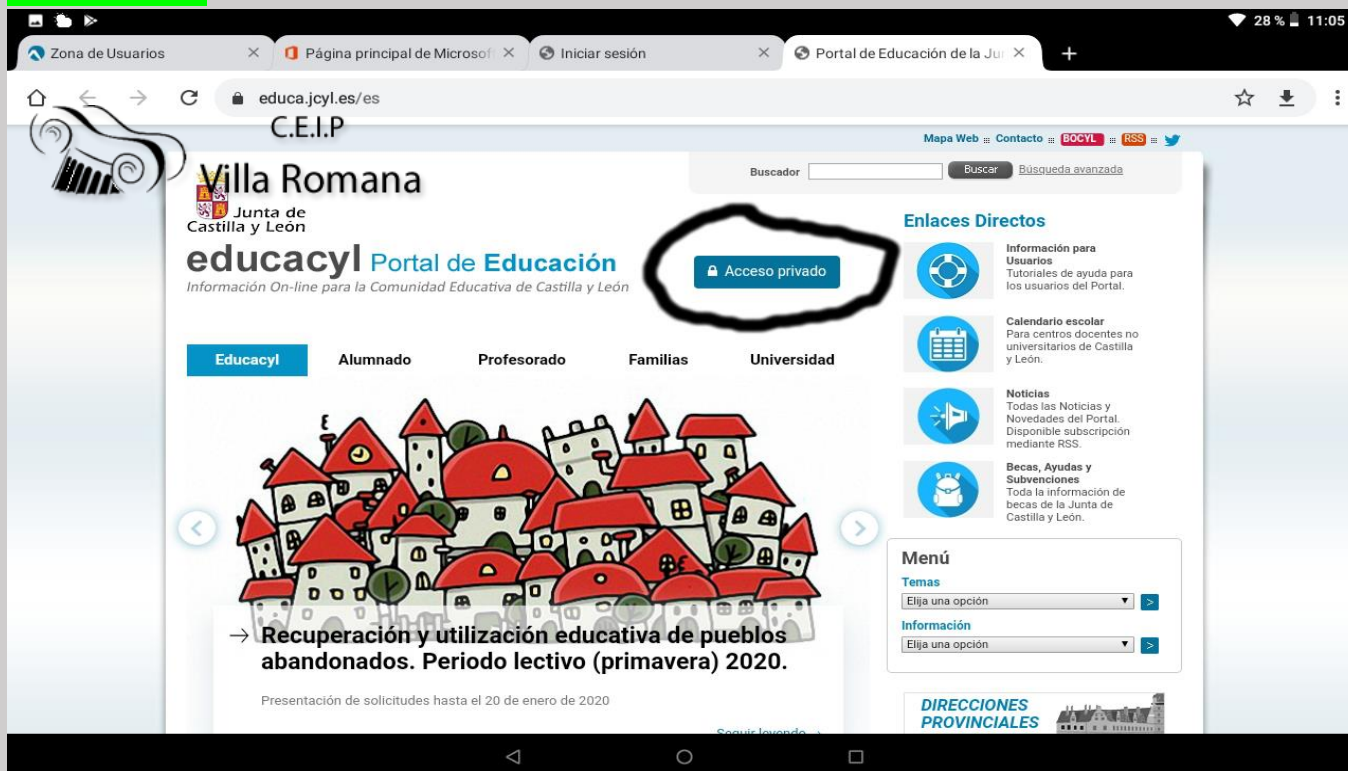 28 % 11:05
Zona de Usuarios
Página principal de Microsof
Iniciar sesión
Portal de Educación de la Ju
educa.jcyl.es/es
C.E.I.P
Villa Romana
Mapa Web
Contacto
BOCYL
RSS
Buscador
Buscar
Búsqueda avanzada
Junta de
Castilla y León
educacyl Portal de Educación
Información On-line para la Comunidad Educativa de Castilla y León
Acceso privado
Educacyl
Alumnado
Profesorado
Familias
Universidad
Recuperación y utilización educativa de pueblos
abandonados. Periodo lectivo (primavera) 2020.
Presentación de solicitudes hasta el 20 de enero de 2020
Seguir leyendo
Enlaces Directos
Información para
Usuarios
Tutoriales de ayuda para
los usuarios del Portal.
Calendario escolar
Para centros docentes no
universitarios de Castilla
y León.
Noticias
Todas las Noticias y
Novedades del Portal.
Disponible subscripción
mediante RSS.
Becas, Ayudas y
Subvenciones
Toda la información de
becas de la Junta de
Castilla y León.
Menú
Temas
Elija una opción
>
Información
Elija una opción
>
DIRECCIONES
PROVINCIALES